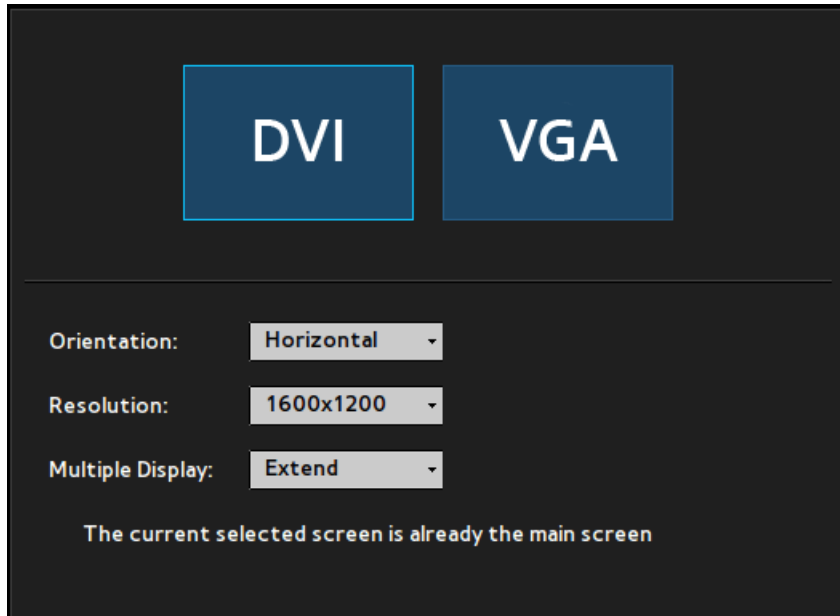 DVI VGA
Orientation: Horizontal
Resolution: 1600x1200
Multiple Display: Extend
The current selected screen is already the main screen